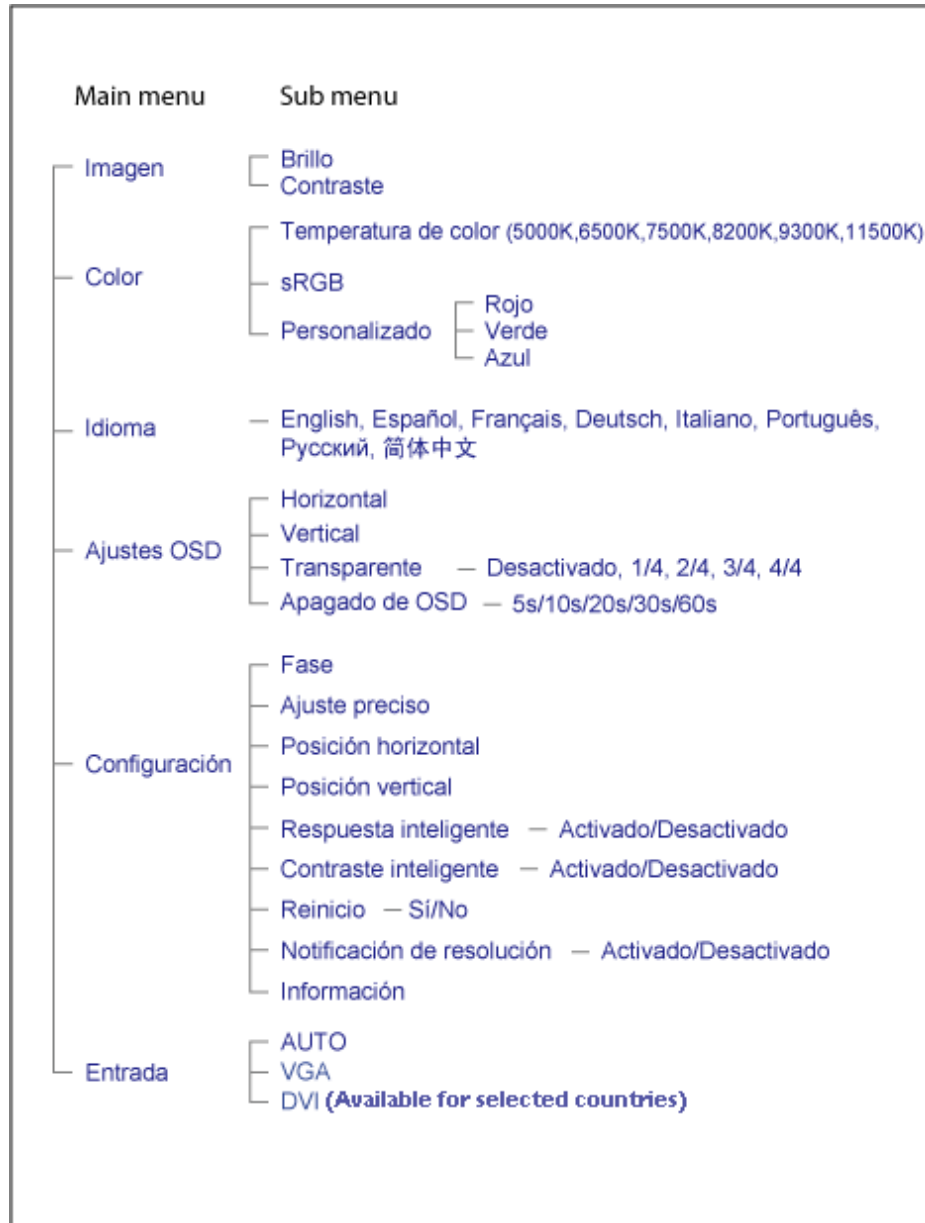 Main menu Sub menu
Imagen
Brillo
Contraste
Color
Temperatura de color (5000K,6500K,7500K,8200K,9300K,11500K)
sRGB
Personalizado
Rojo
Verde
Azul
Idioma
English, Español, Français, Deutsch, Italiano, Português,
Русский, 简体中文
Ajustes OSD
Horizontal
Vertical
Transparente — Desactivado, 1/4, 2/4, 3/4, 4/4
Apagado de OSD — 5s/10s/20s/30s/60s
Configuración
Fase
Ajuste preciso
Posición horizontal
Posición vertical
Respuesta inteligente — Activado/Desactivado
Contraste inteligente — Activado/Desactivado
Reinicio — Sí/No
Notificación de resolución — Activado/Desactivado
Información
Entrada
AUTO
VGA
DVI (Available for selected countries)